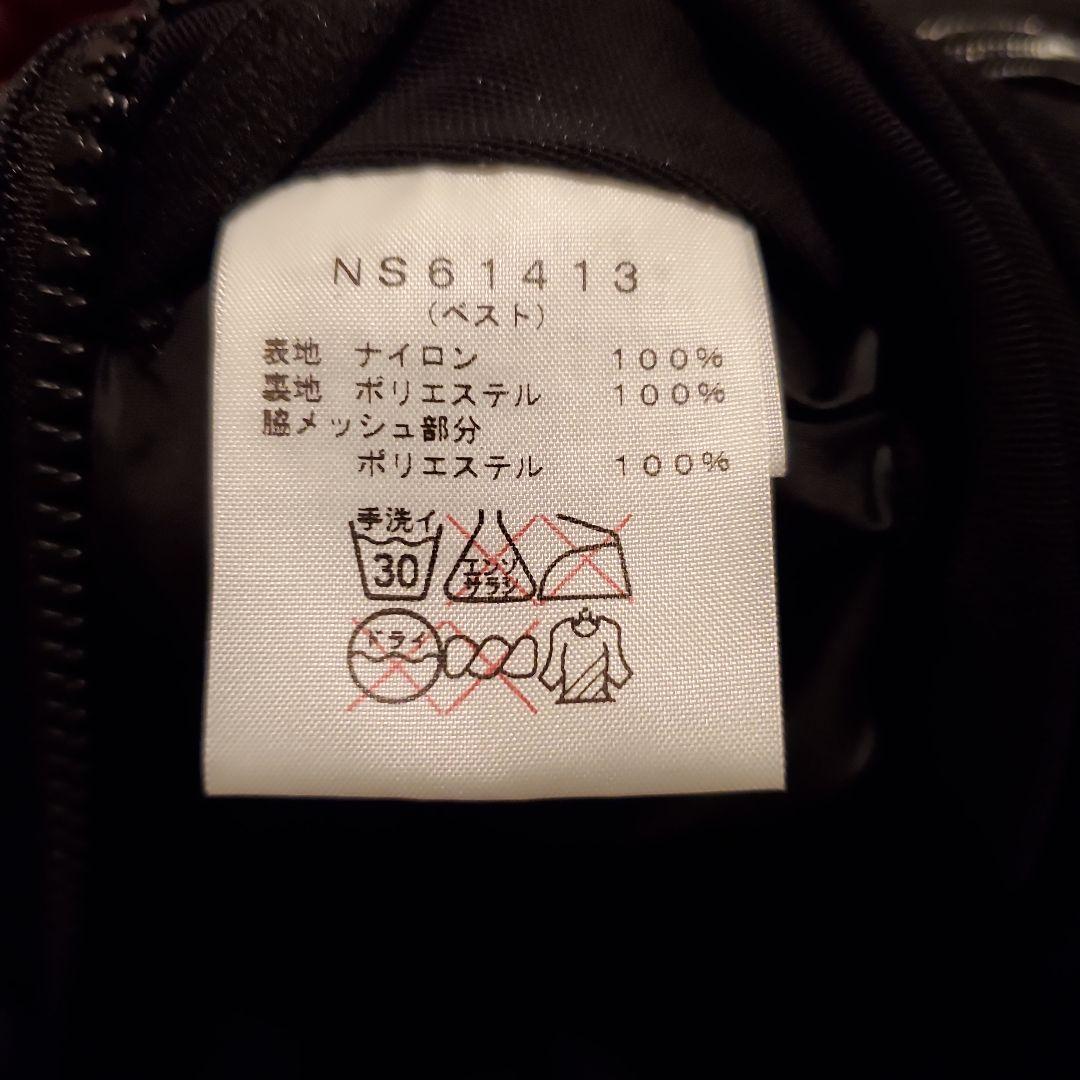 NS61413
(ベスト)
表地 ナイロン 100%
裏地 ポリエステル 100%
脇メッシュ部分
ポリエステル 100%
手洗イ
30
エンソ
サラシ
ドライ